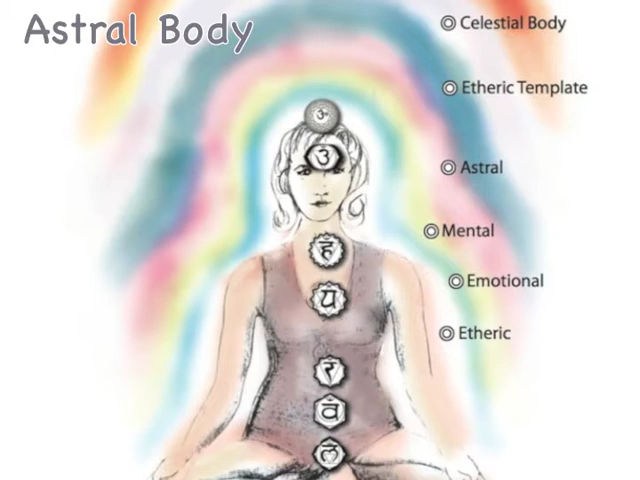 Astral Body
Celestial Body
Etheric Template
Astral
Mental
Emotional
Etheric
ॐ
ॐ
हं
यं
रं
वं
लं